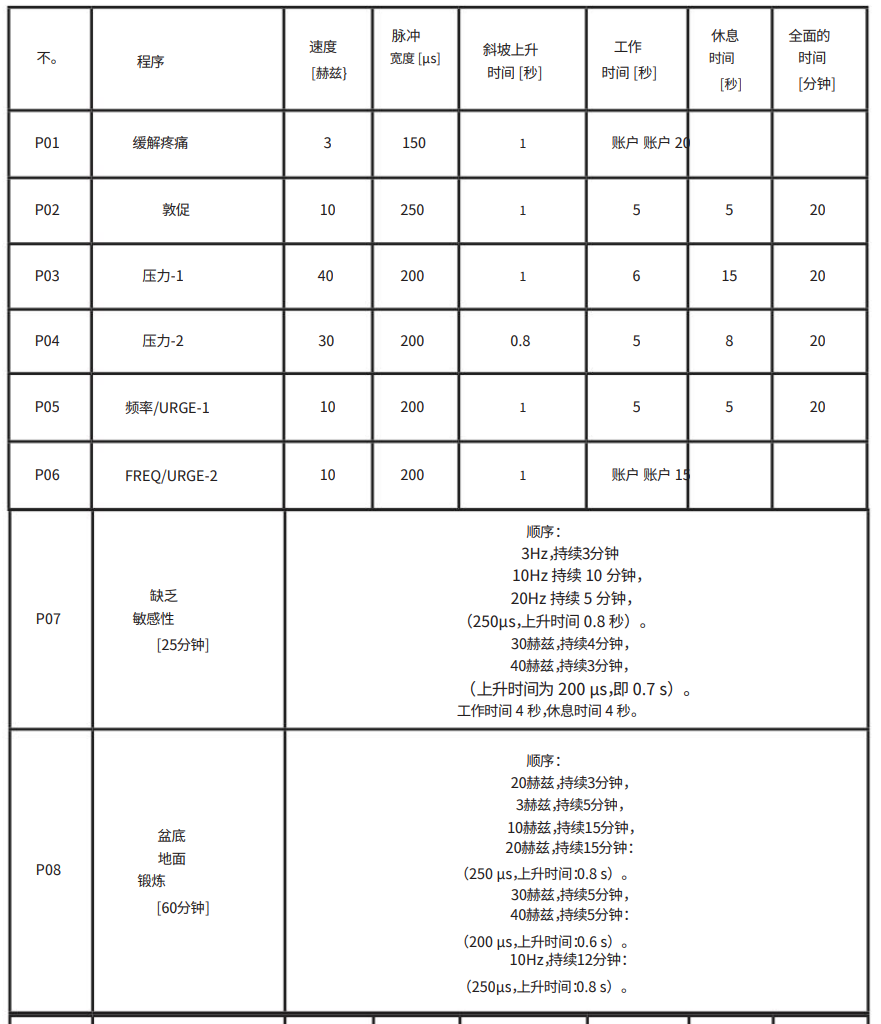 不。
程序
速度
[赫兹}
脉冲
宽度 [μs]
斜坡上升
时间 [秒]
工作
时间 [秒]
休息
时间
[秒]
全面的
时间
[分钟]
P01 缓解疼痛 3 150 1 账户 账户 20
P02 敦促 10 250 1 5 5 20
P03 压力-1 40 200 1 6 15 20
P04 压力-2 30 200 0.8 5 8 20
P05 频率/URGE-1 10 200 1 5 5 20
P06 FREQ/URGE-2 10 200 1 账户 账户 15
P07
缺乏
敏感性
[25分钟]
顺序：
3Hz,持续3分钟
10Hz 持续 10 分钟，
20Hz 持续 5 分钟，
（250μs,上升时间 0.8 秒）。
30赫兹,持续4分钟，
40赫兹,持续3分钟，
（上升时间为 200 μs,即 0.7 s）。
工作时间 4 秒,休息时间 4 秒。
P08
盆底
地面
锻炼
[60分钟]
顺序：
20赫兹,持续3分钟，
3赫兹,持续5分钟，
10赫兹,持续15分钟，
20赫兹,持续15分钟：
（250 μs,上升时间:0.8 s）。
30赫兹,持续5分钟，
40赫兹,持续5分钟：
（200 μs,上升时间:0.6 s）。
10Hz,持续12分钟：
（250μs,上升时间:0.8 s）。